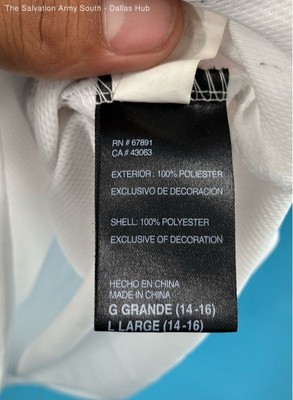 The Salvation Army South - Dallas Hub
RN # 67891
CA # 43063
EXTERIOR: 100% POLIESTER
EXCLUSIVO DE DECORACIÓN
SHELL: 100% POLYESTER
EXCLUSIVE OF DECORATION
HECHO EN CHINA
MADE IN CHINA
G GRANDE (14-16)
L LARGE (14-16)